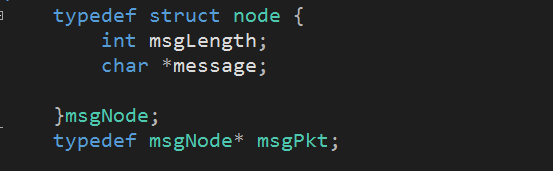 typedef struct node {
int msgLength;
char *message;
}msgNode;
typedef msgNode* msgPkt;